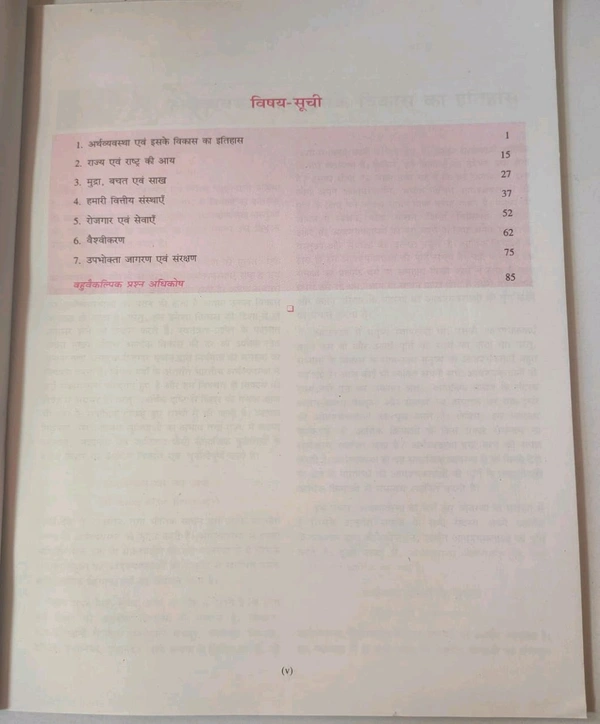 विषय-सूची
1. अर्थव्यवस्था एवं इसके विकास का इतिहास 1
2. राज्य एवं राष्ट्र की आय 15
3. मुद्रा, बचत एवं साख 27
4. हमारी वित्तीय संस्थाएँ 37
5. रोजगार एवं सेवाएँ 52
6. वैश्वीकरण 62
7. उपभोक्ता जागरण एवं संरक्षण 75
बहुवैकल्पिक प्रश्न अधिकोष 85
(v)